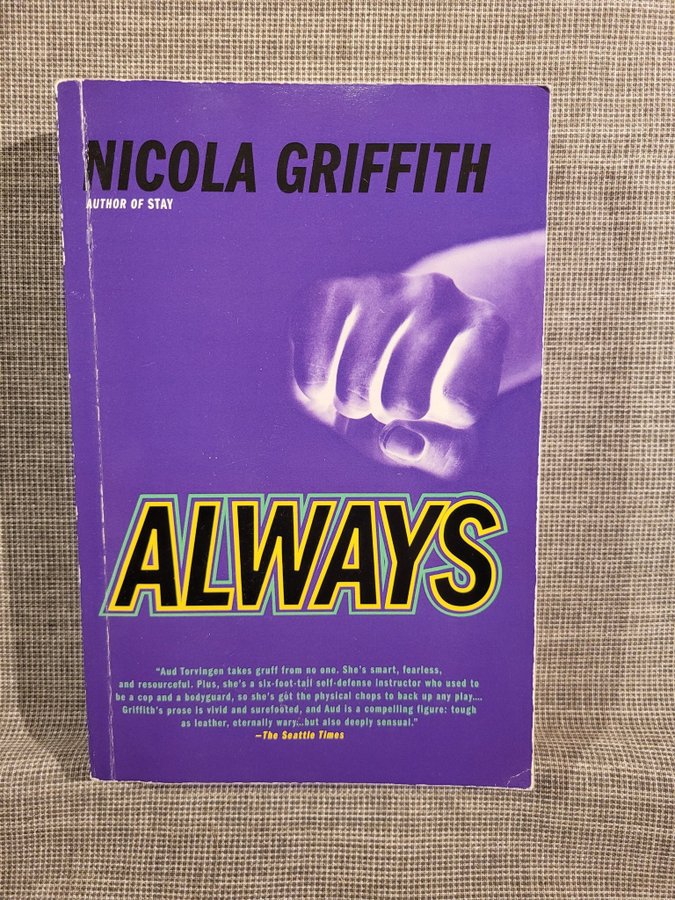 NICOLA GRIFFITH
AUTHOR OF STAY
ALWAYS
"Aud Torvingen takes gruff from no one. She's smart, fearless,
and resourceful. Plus, she's a six-foot-tall self-defense instructor who used to
be a cop and a bodyguard, so she's got the physical chops to back up any play....
Griffith's prose is vivid and surefooted, and Aud is a compelling figure: tough
as leather, eternally wary...but also deeply sensual."
—The Seattle Times